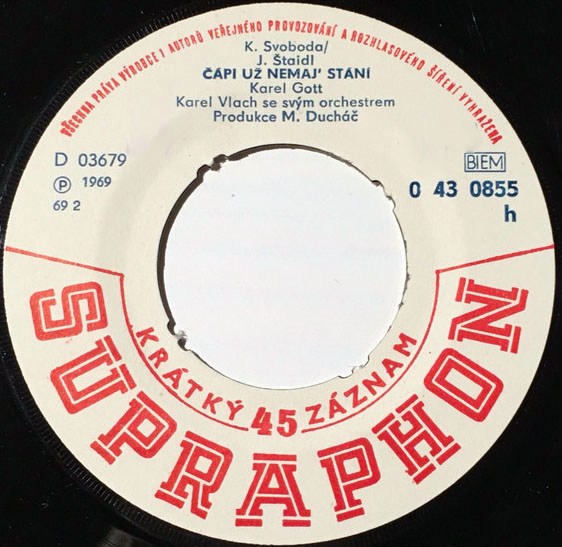 VŠECHNA PRÁVA VÝROBCE I AUTORŮ VEŘEJNÉHO PROVOZOVÁNÍ A ROZHLASOVÉHO ŠÍŘENÍ VYHRAŽENA
K. Svoboda/
J. Štaidl
ČÁPI UŽ NEMAJ' STÁNÍ
Karel Gott
Karel Vlach se svým orchestrem
Produkce M. Ducháč
D 03679
Ⓟ 1969
69 2
BIEM
0 43 0855
h
KRÁTKÝ 45 ZÁZNAM
SUPRAPHON